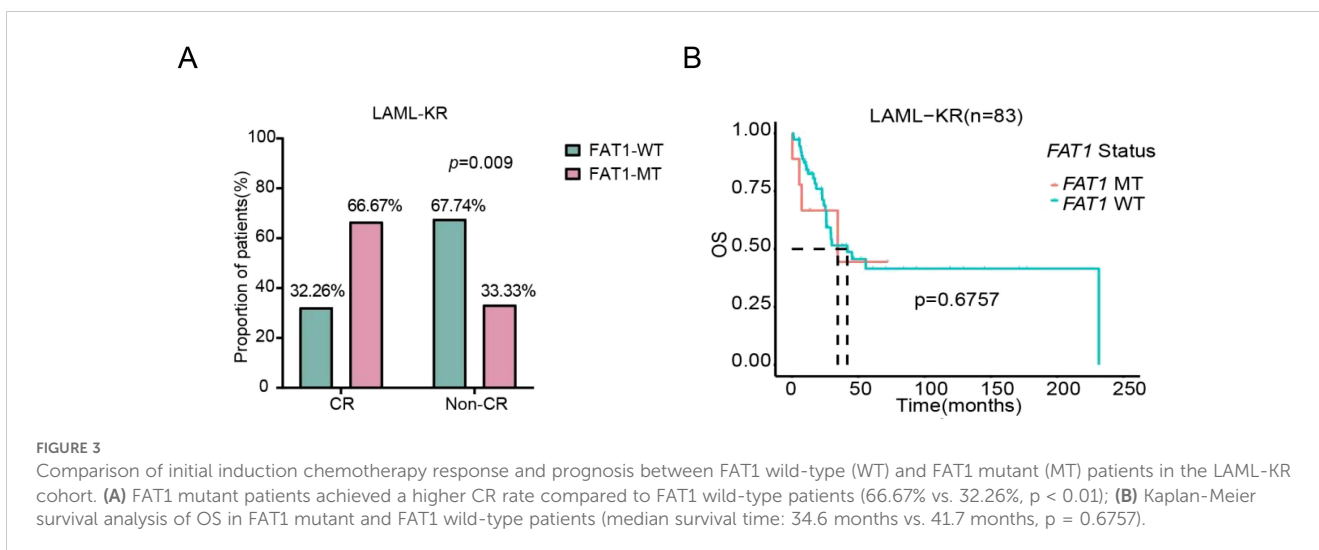 A
LAML-KR
100
80
60
40
20
0
Proportion of patients(%)
p=0.009
32.26%
66.67%
67.74%
33.33%
CR
Non-CR
FAT1-WT
FAT1-MT
B
LAML-KR(n=83)
1.00
0.75
0.50
0.25
0.00
OS
FAT1 Status
FAT1 MT
FAT1 WT
p=0.6757
0 50 100 150 200 250
Time(months)
FIGURE 3
Comparison of initial induction chemotherapy response and prognosis between FAT1 wild-type (WT) and FAT1 mutant (MT) patients in the LAML-KR
cohort. (A) FAT1 mutant patients achieved a higher CR rate compared to FAT1 wild-type patients (66.67% vs. 32.26%, p < 0.01); (B) Kaplan-Meier
survival analysis of OS in FAT1 mutant and FAT1 wild-type patients (median survival time: 34.6 months vs. 41.7 months, p = 0.6757).